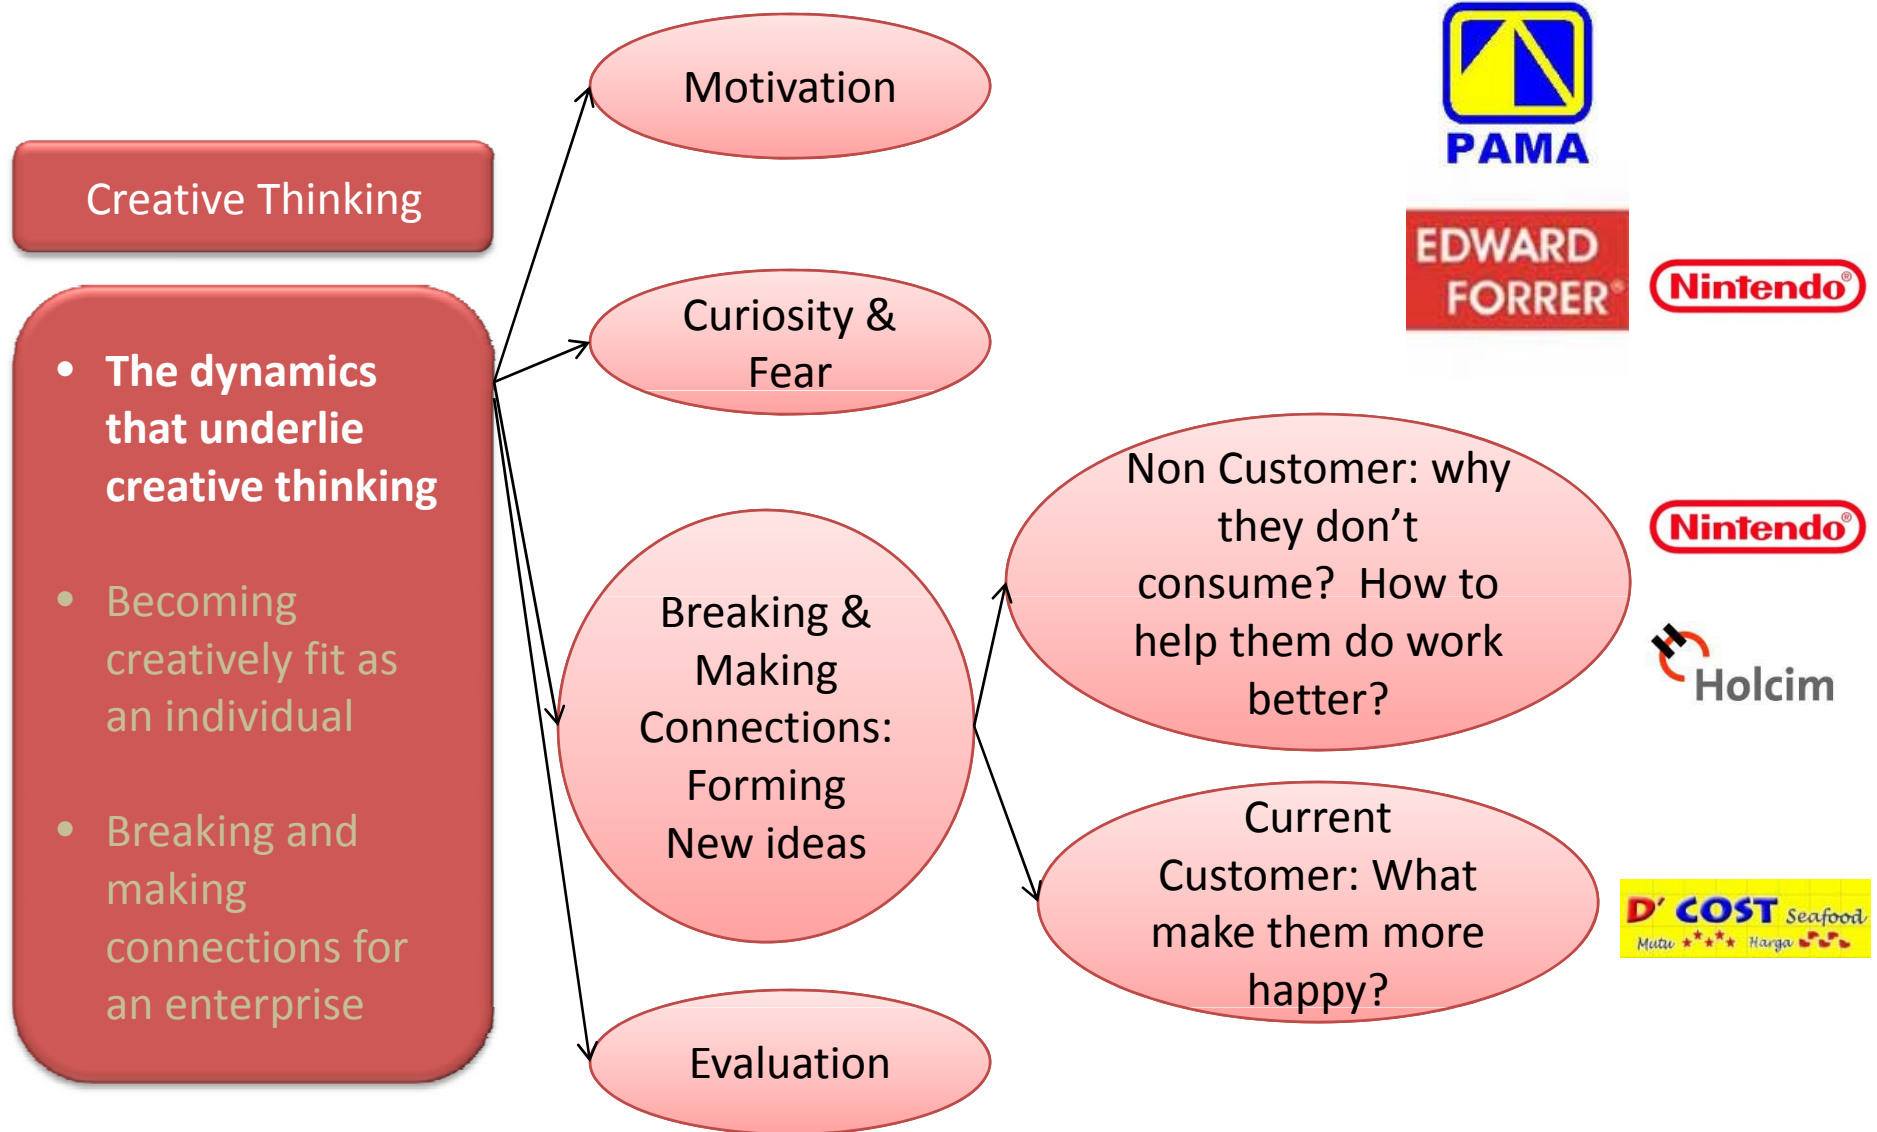 Creative Thinking
• The dynamics
that underlie
creative thinking
• Becoming
creatively fit as
an individual
• Breaking and
making
connections for
an enterprise
Motivation
Curiosity &
Fear
Breaking &
Making
Connections:
Forming
New ideas
Evaluation
Non Customer: why
they don’t
consume?  How to
help them do work
better?
Current
Customer: What
make them more
happy?
PAMA
EDWARD
FORRER®
Nintendo®
Nintendo®
Holcim
D' COST Seafood
Mutu Harga